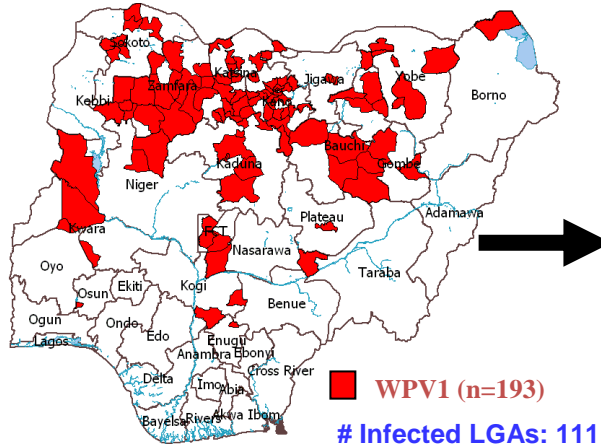 Sokoto
Katsina
Zamfara
Jigawa
Yobe
Borno
Kebbi
Kano
Bauchi
Kaduna
Gombe
Niger
Adamawa
Plateau
Kwara
FCT
Nasarawa
Oyo
Taraba
Kogi
Osun
Ekiti
Benue
Ogun
Ondo
Edo
Enugu
Lagos
Anambra
Ebonyi
Cross River
Delta
Imo
Abia
Bayelsa
Rivers
Akwa Ibom
WPV1 (n=193)
# Infected LGAs: 111